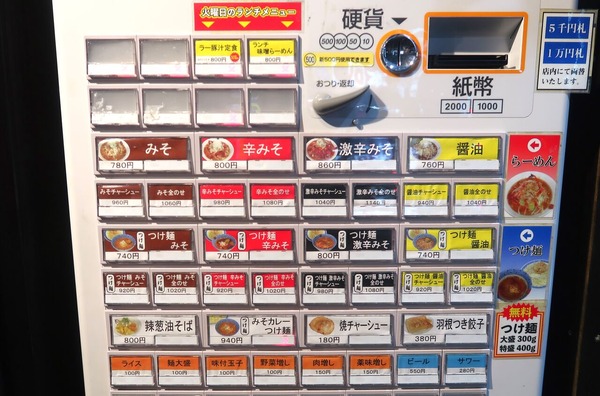 火曜日のランチメニュー
硬貨
500 100 50 10
500 新500円使用できます
おつり・返却
紙幣
2000 1000
5千円札
1万円札
店内にて両替
いたします。
ラー豚汁定食
800円
ランチ
味噌らーめん
800円
みそ
780円
辛みそ
800円
激辛みそ
860円
醤油
760円
らーめん
みそチャーシュー
960円
みそ全のせ
1060円
辛みそチャーシュー
980円
辛みそ全のせ
1080円
激辛みそチャーシュー
1040円
激辛みそ全のせ
1140円
醤油チャーシュー
940円
醤油全のせ
1040円
つけ麺
みそ
740円
つけ麺
辛みそ
740円
つけ麺
激辛みそ
800円
つけ麺
醤油
740円
つけ麺
つけ麺 みそ
チャーシュー
920円
つけ麺 みそ
全のせ
1020円
つけ麺 辛みそ
チャーシュー
920円
つけ麺 辛みそ
全のせ
1020円
つけ麺 激辛みそ
チャーシュー
980円
つけ麺 激辛みそ
全のせ
1080円
つけ麺 醤油
チャーシュー
920円
つけ麺 醤油
全のせ
1020円
無料
つけ麺
大盛 300g
特盛 400g
辣葱油そば
800円
みそカレー
つけ麺
940円
焼チャーシュー
180円
羽根つき餃子
380円
ライス
100円
麺大盛
100円
味付玉子
100円
野菜増し
100円
肉増し
150円
薬味増し
150円
ビール
550円
サワー
280円